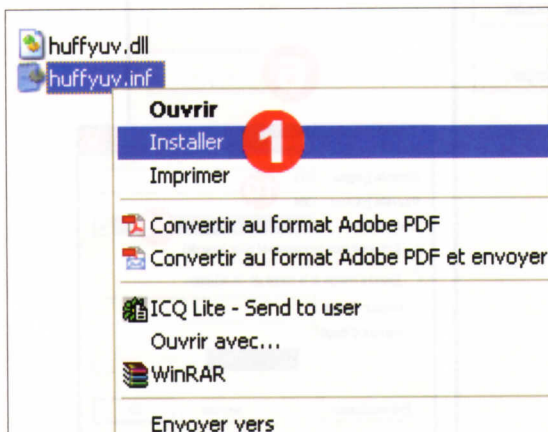 huffyuv.dll
huffyuv.inf
Ouvrir
Installer 1
Imprimer
Convertir au format Adobe PDF
Convertir au format Adobe PDF et envoyer
ICQ Lite - Send to user
Ouvrir avec...
WinRAR
Envoyer vers